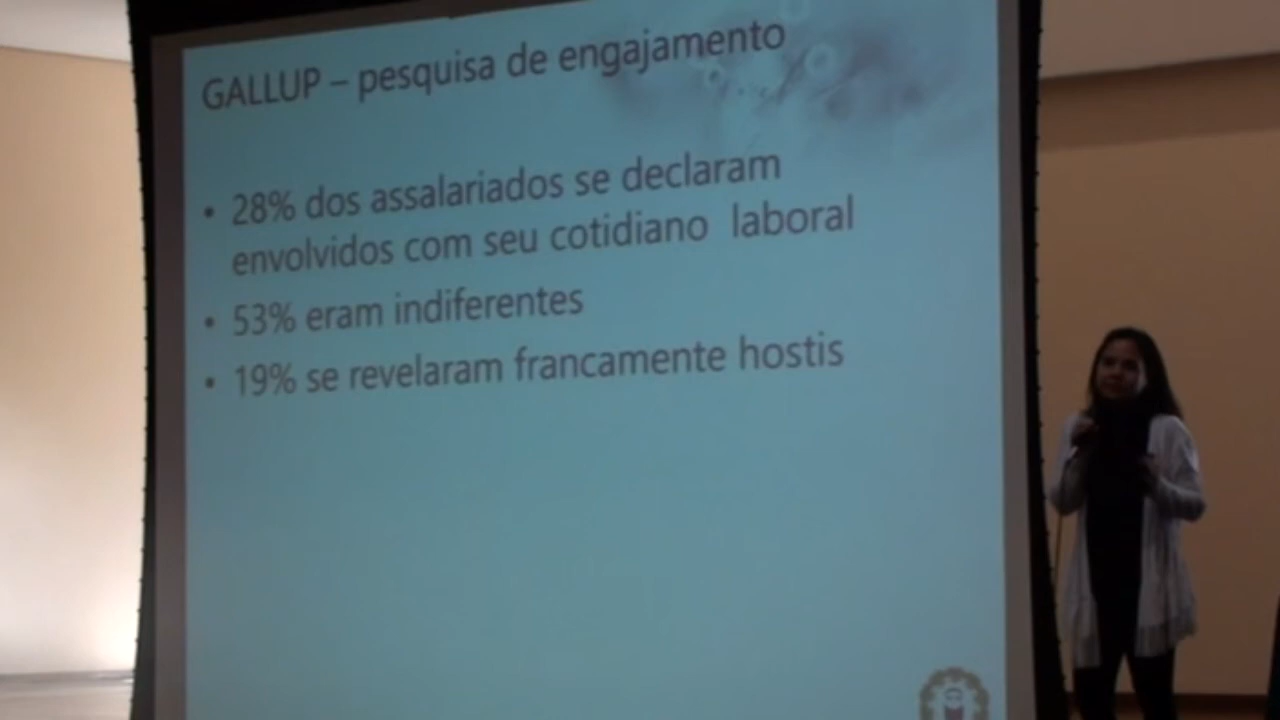 GALLUP – pesquisa de engajamento
• 28% dos assalariados se declaram
envolvidos com seu cotidiano laboral
• 53% eram indiferentes
• 19% se revelaram francamente hostis